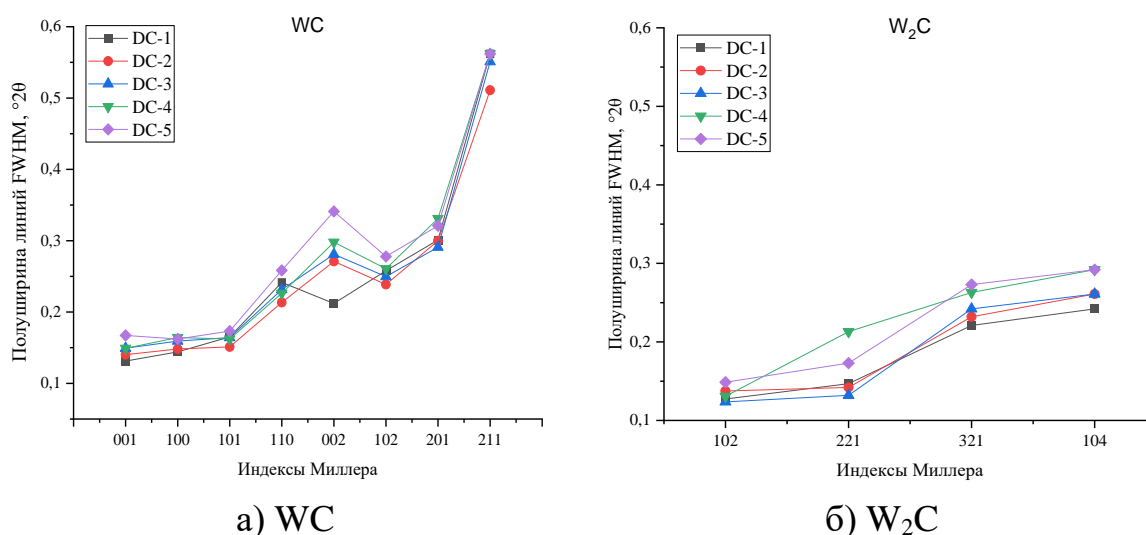 WC
DC-1
DC-2
DC-3
DC-4
DC-5
0,6
0,5
0,4
0,3
0,2
0,1
Полуширина линий FWHM, °2θ
001 100 101 110 002 102 201 211
Индексы Миллера
а) WC
W₂C
DC-1
DC-2
DC-3
DC-4
DC-5
0,6
0,5
0,4
0,3
0,2
0,1
Полуширина линий FWHM, °2θ
102 221 321 104
Индексы Миллера
б) W₂C